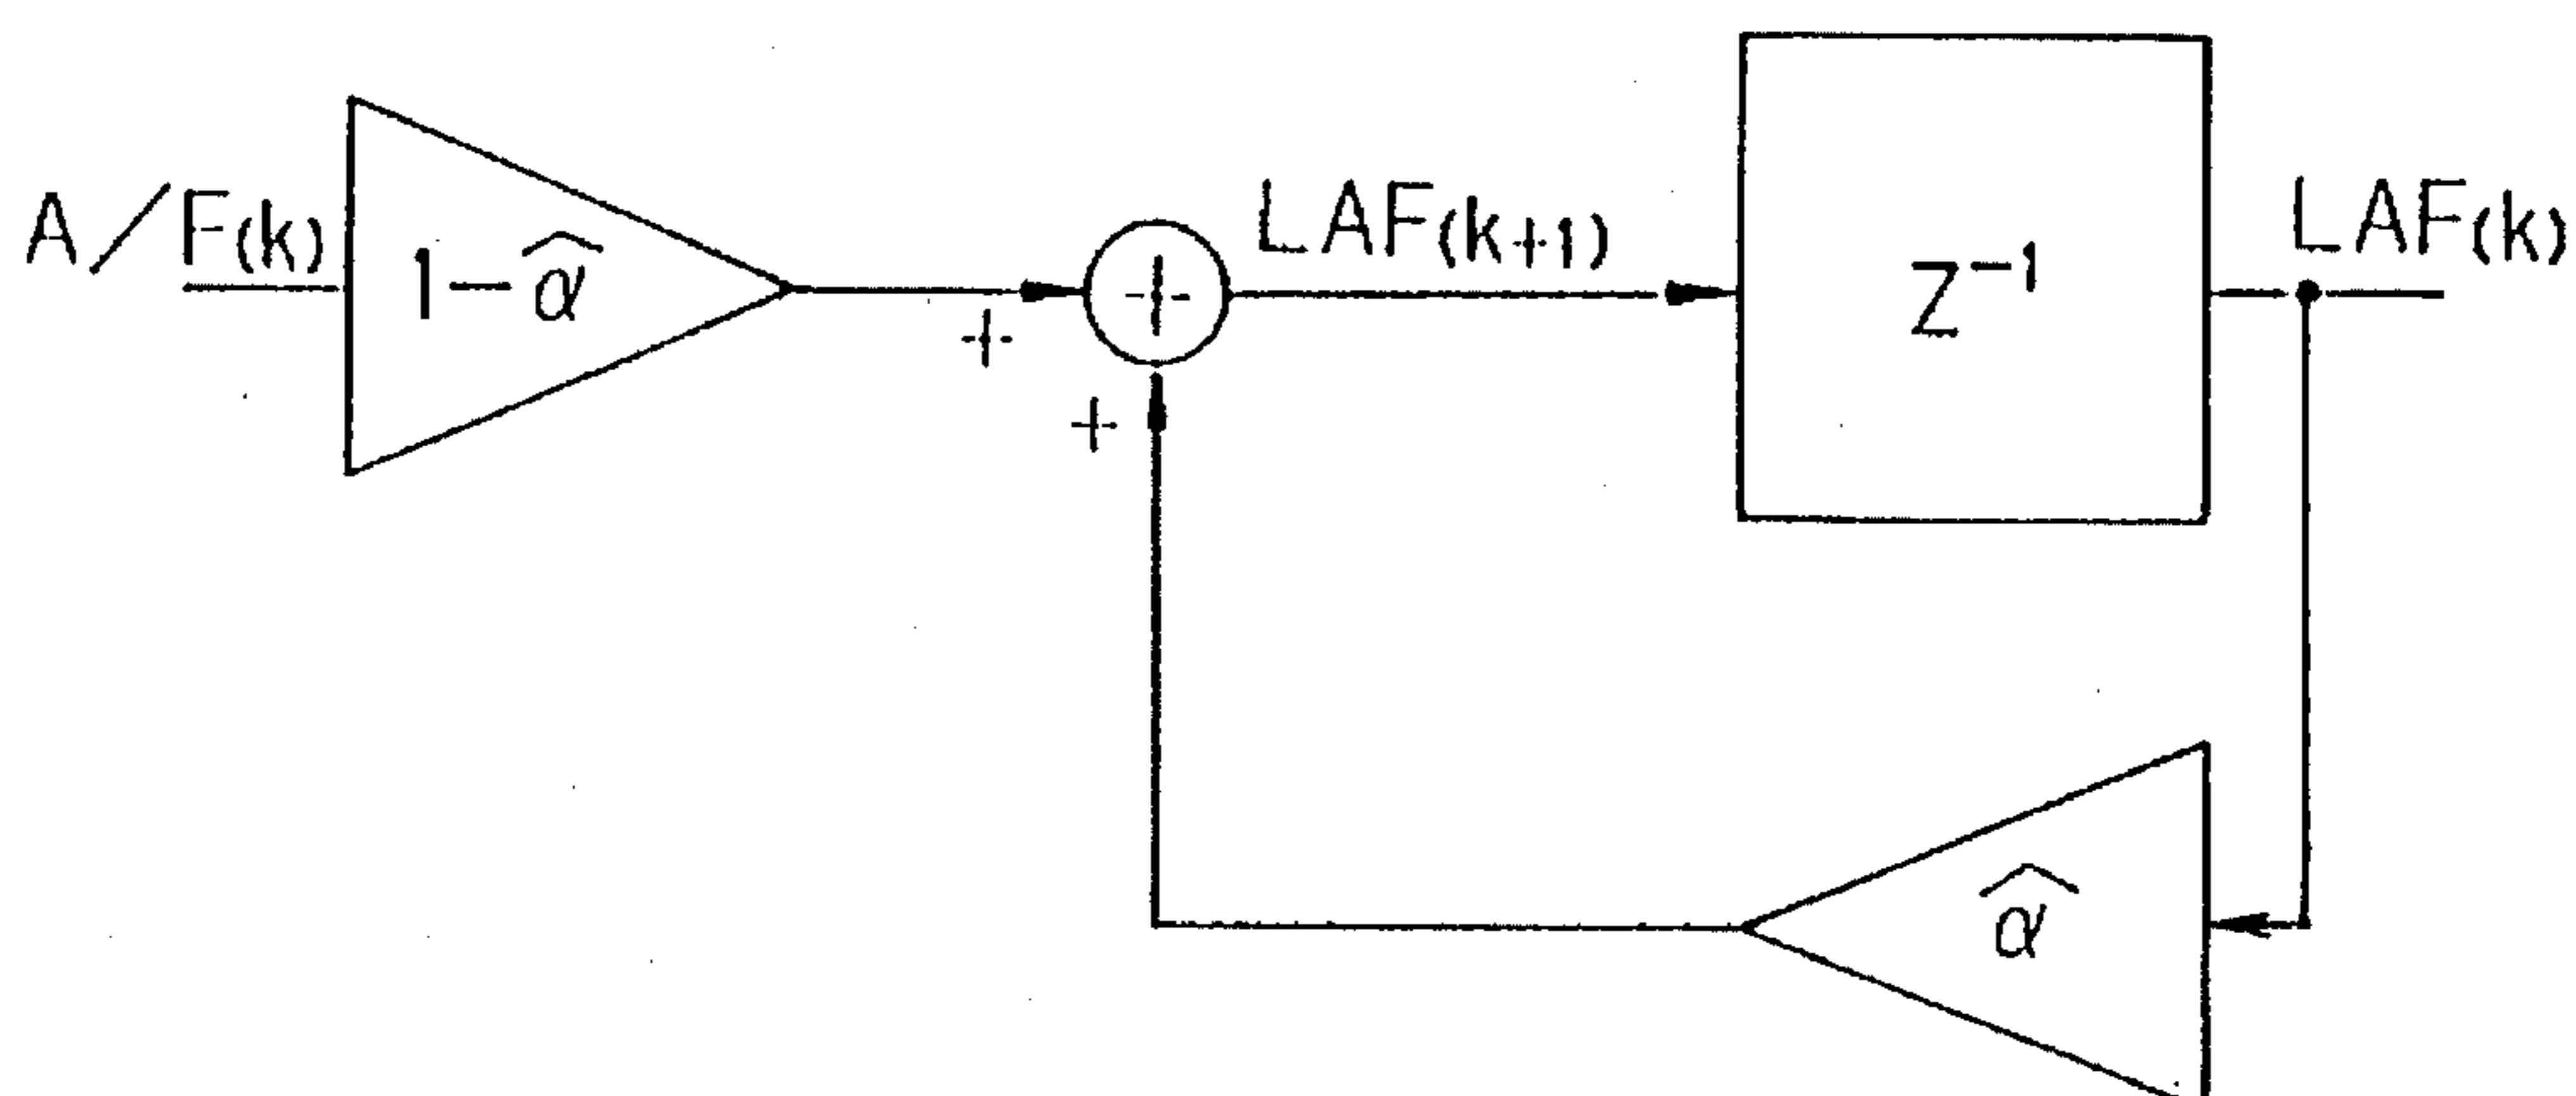 A/F(k)
1-α̂
+
+
+
LAF(k+1)
Z⁻¹
LAF(k)
α̂